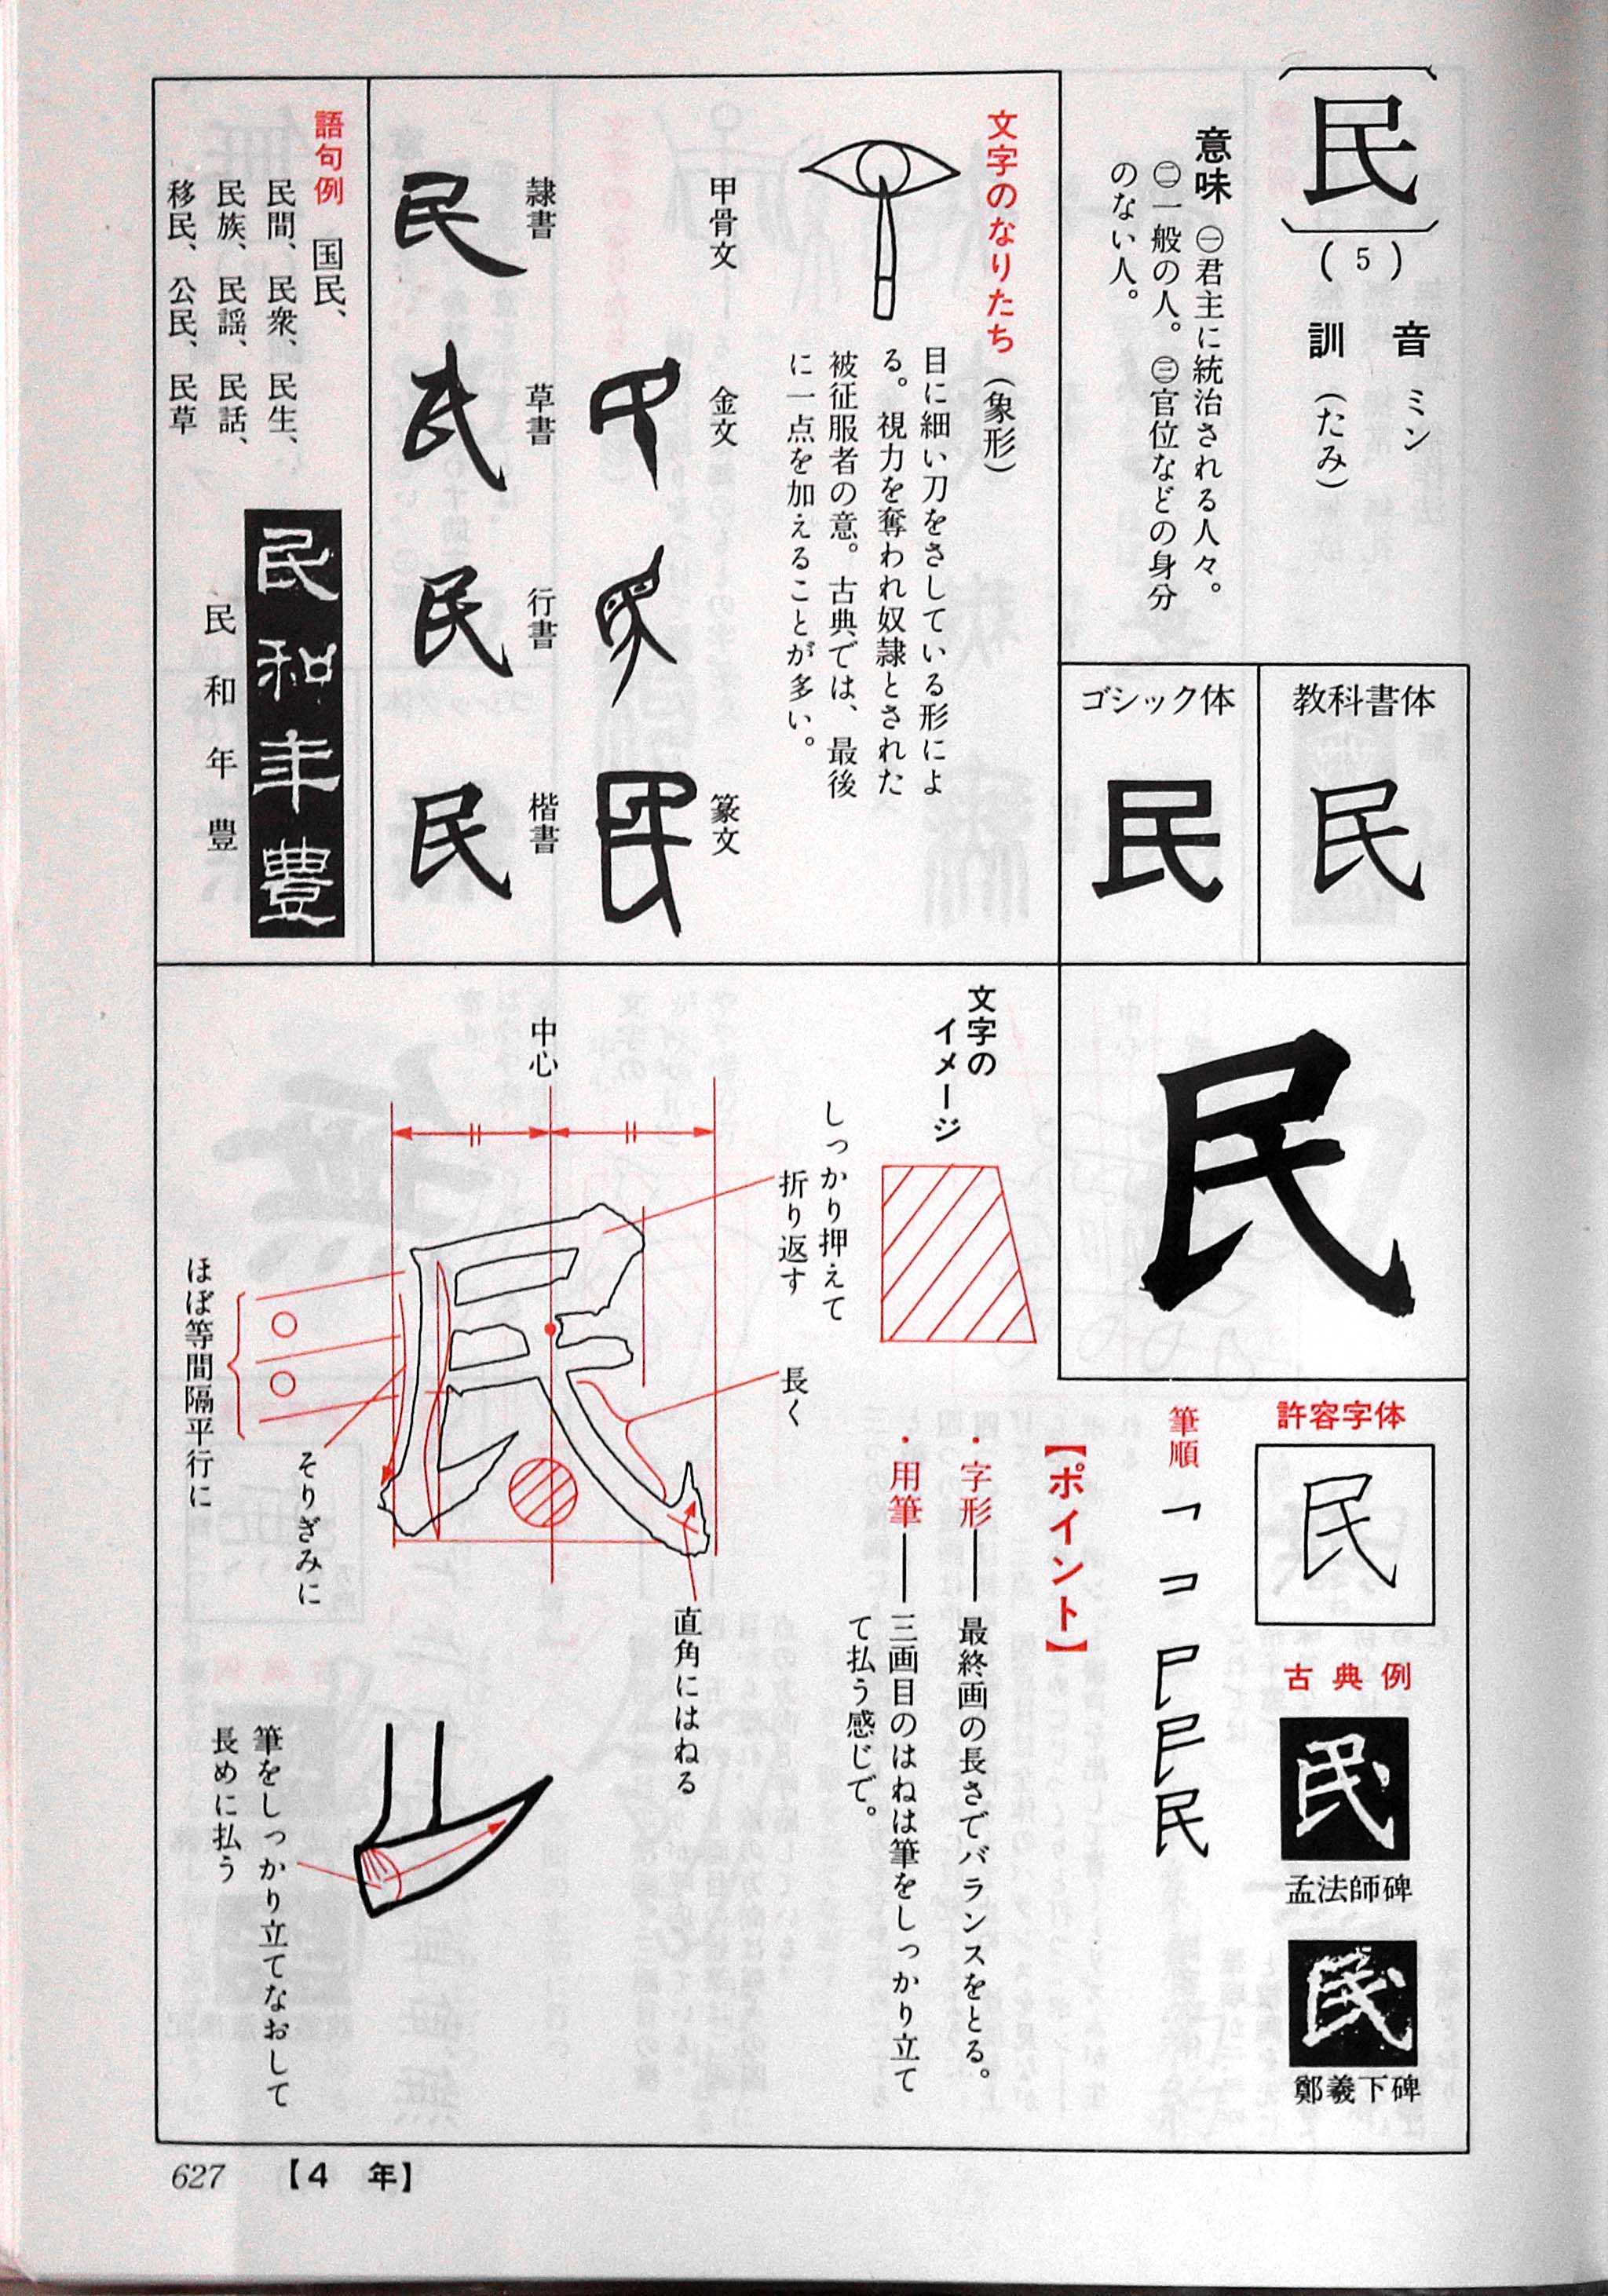 民
(5)
音 ミン
訓 (たみ)
意味 ㊀君主に統治される人々。
㊁一般の人。㊂官位などの身分
のない人。
教科書体
民
ゴシック体
民
文字のなりたち (象形)
目に細い刀をさしている形によ
る。視力を奪われ奴隷とされた
被征服者の意。古典では、最後
に一点を加えることが多い。
甲骨文
金文
篆文
隷書
民
草書
民
行書
民
楷書
民
語句例 国民、
民間、民衆、民生、
民族、民謡、民話、
移民、公民、民草
民和年豊
民和年豊
民
許容字体
民
古典例
民
孟法師碑
民
鄭羲下碑
筆順
民
【ポイント】
・字形━━最終画の長さでバランスをとる。
・用筆━━三画目のはねは筆をしっかり立て
て払う感じで。
文字の
イメージ
しっかり押えて
折り返す
長く
中心
民
直角にはねる
そりぎみに
ほぼ等間隔平行に
筆をしっかり立てなおして
長めに払う
627 【4 年】